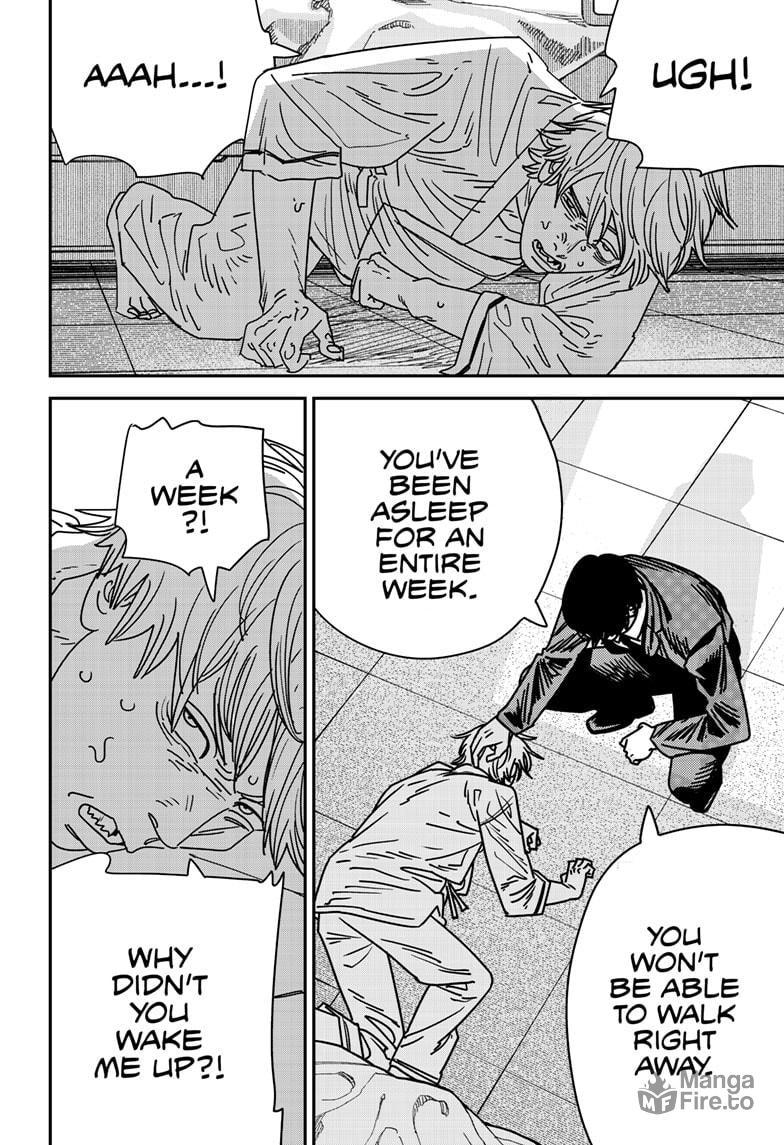 UGH!
AAAH...!
YOU'VE
BEEN
ASLEEP
FOR AN
ENTIRE
WEEK.
YOU
WON'T
BE ABLE
TO WALK
RIGHT
AWAY.
A
WEEK
?!
WHY
DIDN'T
YOU
WAKE
ME UP?!
Manga
Fire.to
MF